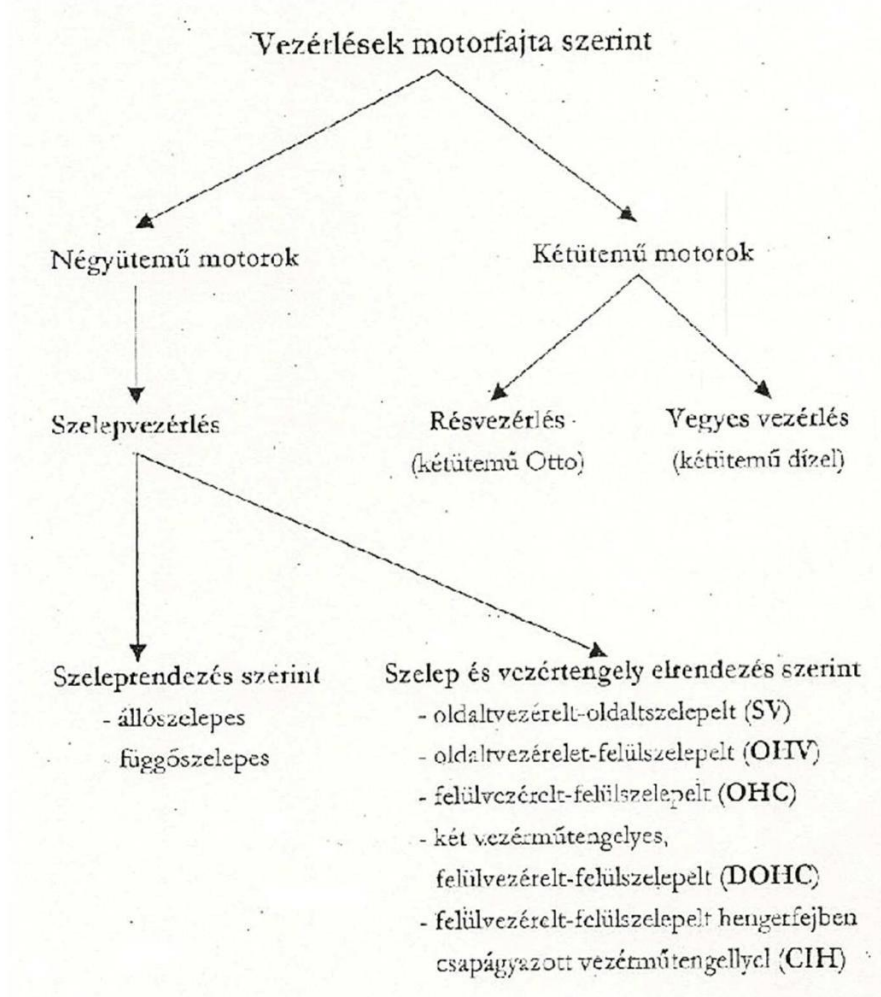 Vezérlések motorfajta szerint
Négyütemű motorok
Kétütemű motorok
Szelepvezérlés
Résvezérlés
(kétütemű Otto)
Vegyes vezérlés
(kétütemű dízel)
Szeleprendezés szerint
- állószelepes
- függőszelepes
Szelep és vezértengely elrendezés szerint
- oldaltvezérelt-oldaltszelepelt (SV)
- oldaltvezérelet-felülszelepelt (OHV)
- felülvezérelt-felülszelepelt (OHC)
- két vezérműtengelyes,
felülvezérelt-felülszelepelt (DOHC)
- felülvezérelt-felülszelepelt hengerfejben
csapágyazott vezérműtengellyel (CIH)